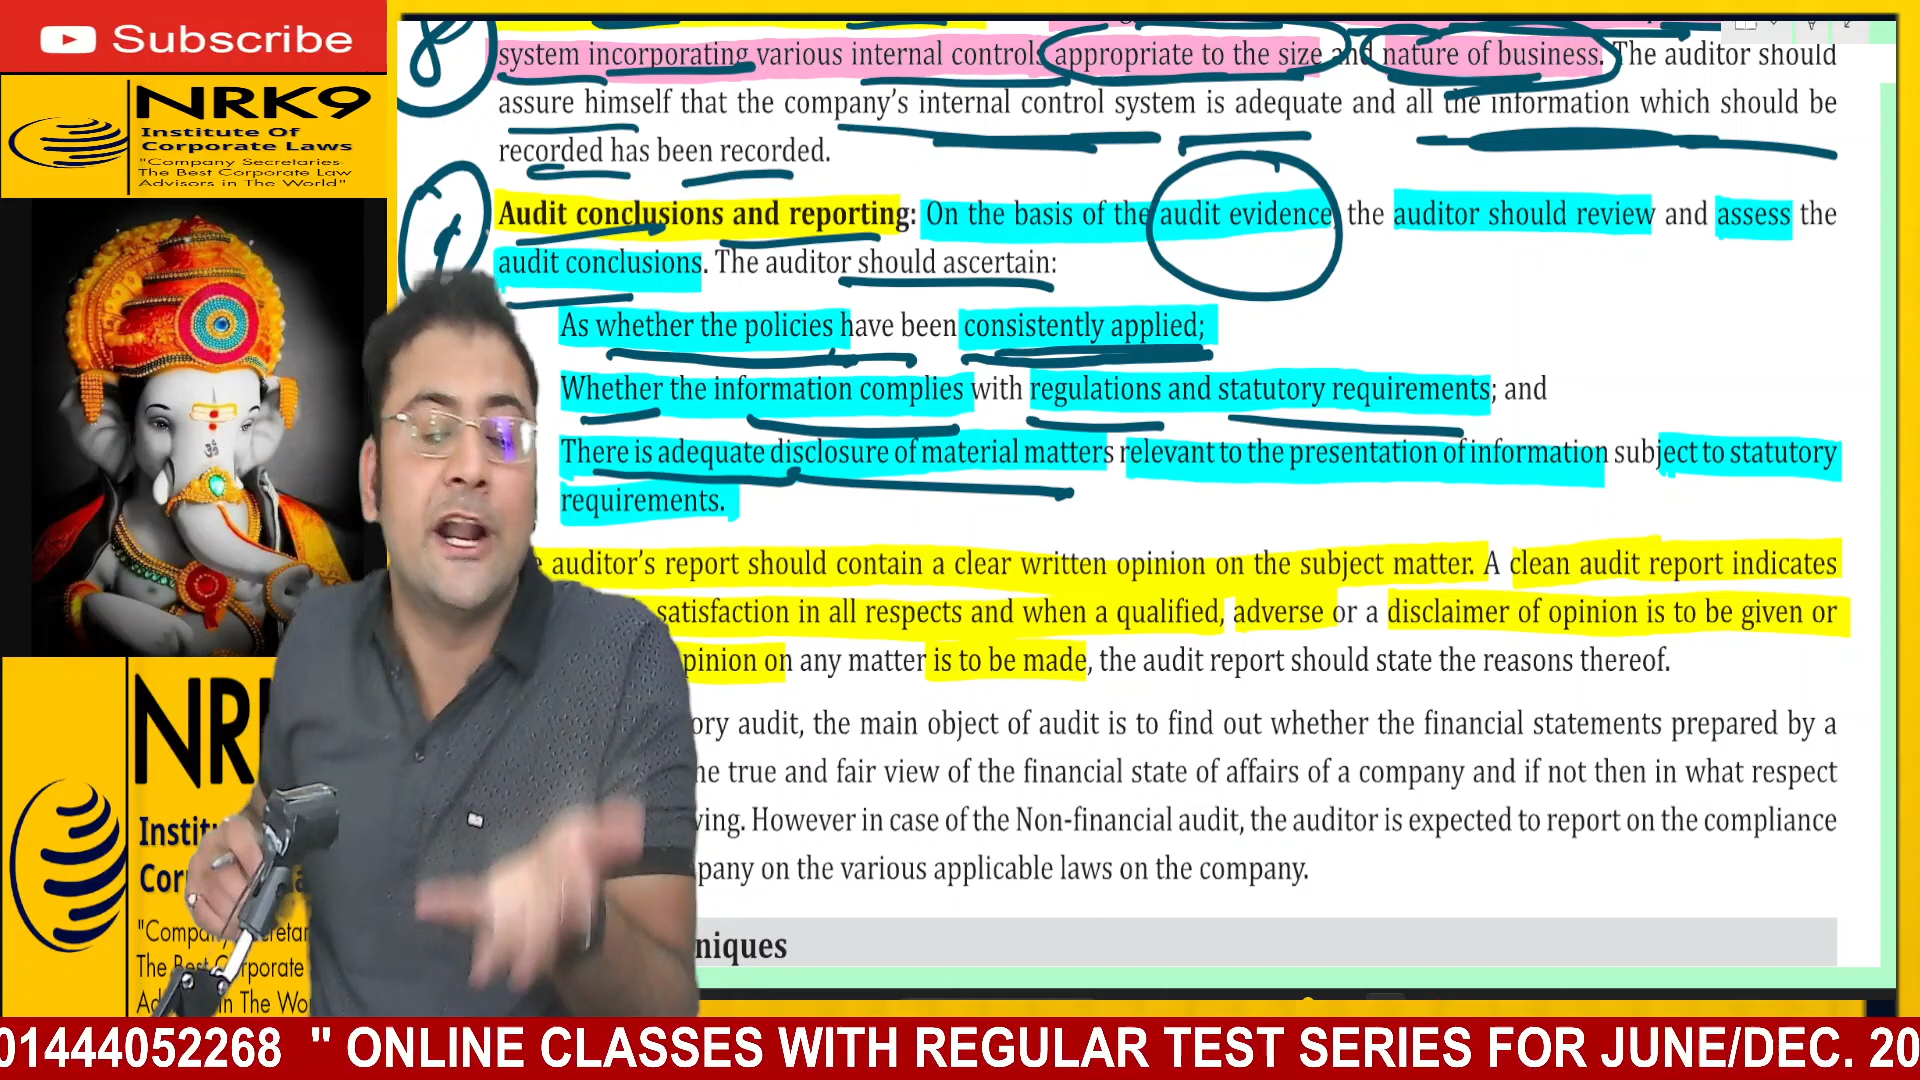 Subscribe
NRK9
Institute Of
Corporate Laws
"Company Secretaries-
The Best Corporate Law
Advisors in The World"
system incorporating various internal controls appropriate to the size and nature of business. The auditor should
assure himself that the company's internal control system is adequate and all the information which should be
recorded has been recorded.
Audit conclusions and reporting: On the basis of the audit evidence, the auditor should review and assess the
audit conclusions. The auditor should ascertain:
As whether the policies have been consistently applied;
Whether the information complies with regulations and statutory requirements; and
There is adequate disclosure of material matters relevant to the presentation of information subject to statutory
requirements.
auditor's report should contain a clear written opinion on the subject matter. A clean audit report indicates
satisfaction in all respects and when a qualified, adverse or a disclaimer of opinion is to be given or
pinion on any matter is to be made, the audit report should state the reasons thereof.
ory audit, the main object of audit is to find out whether the financial statements prepared by a
true and fair view of the financial state of affairs of a company and if not then in what respect
ving. However in case of the Non-financial audit, the auditor is expected to report on the compliance
pany on the various applicable laws on the company.
niques
NR
Instit
Cor
"Company Secretar
The Best Corporate
Ad in The Wo
01444052268 " ONLINE CLASSES WITH REGULAR TEST SERIES FOR JUNE/DEC. 20